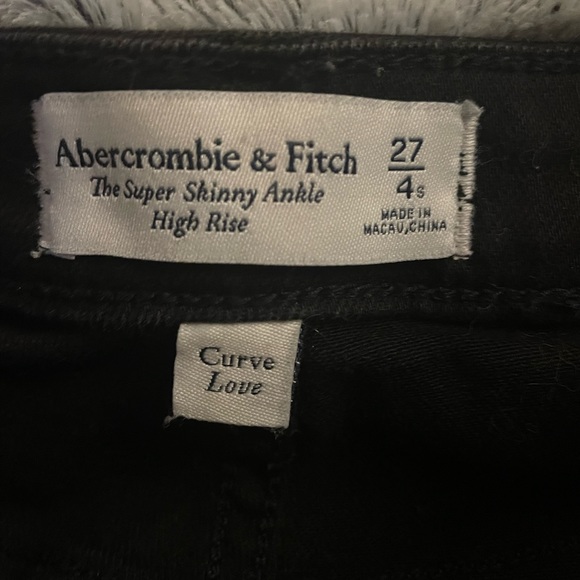 Abercrombie & Fitch
The Super Skinny Ankle
High Rise
27
4s
MADE IN
MACAU, CHINA
Curve
Love